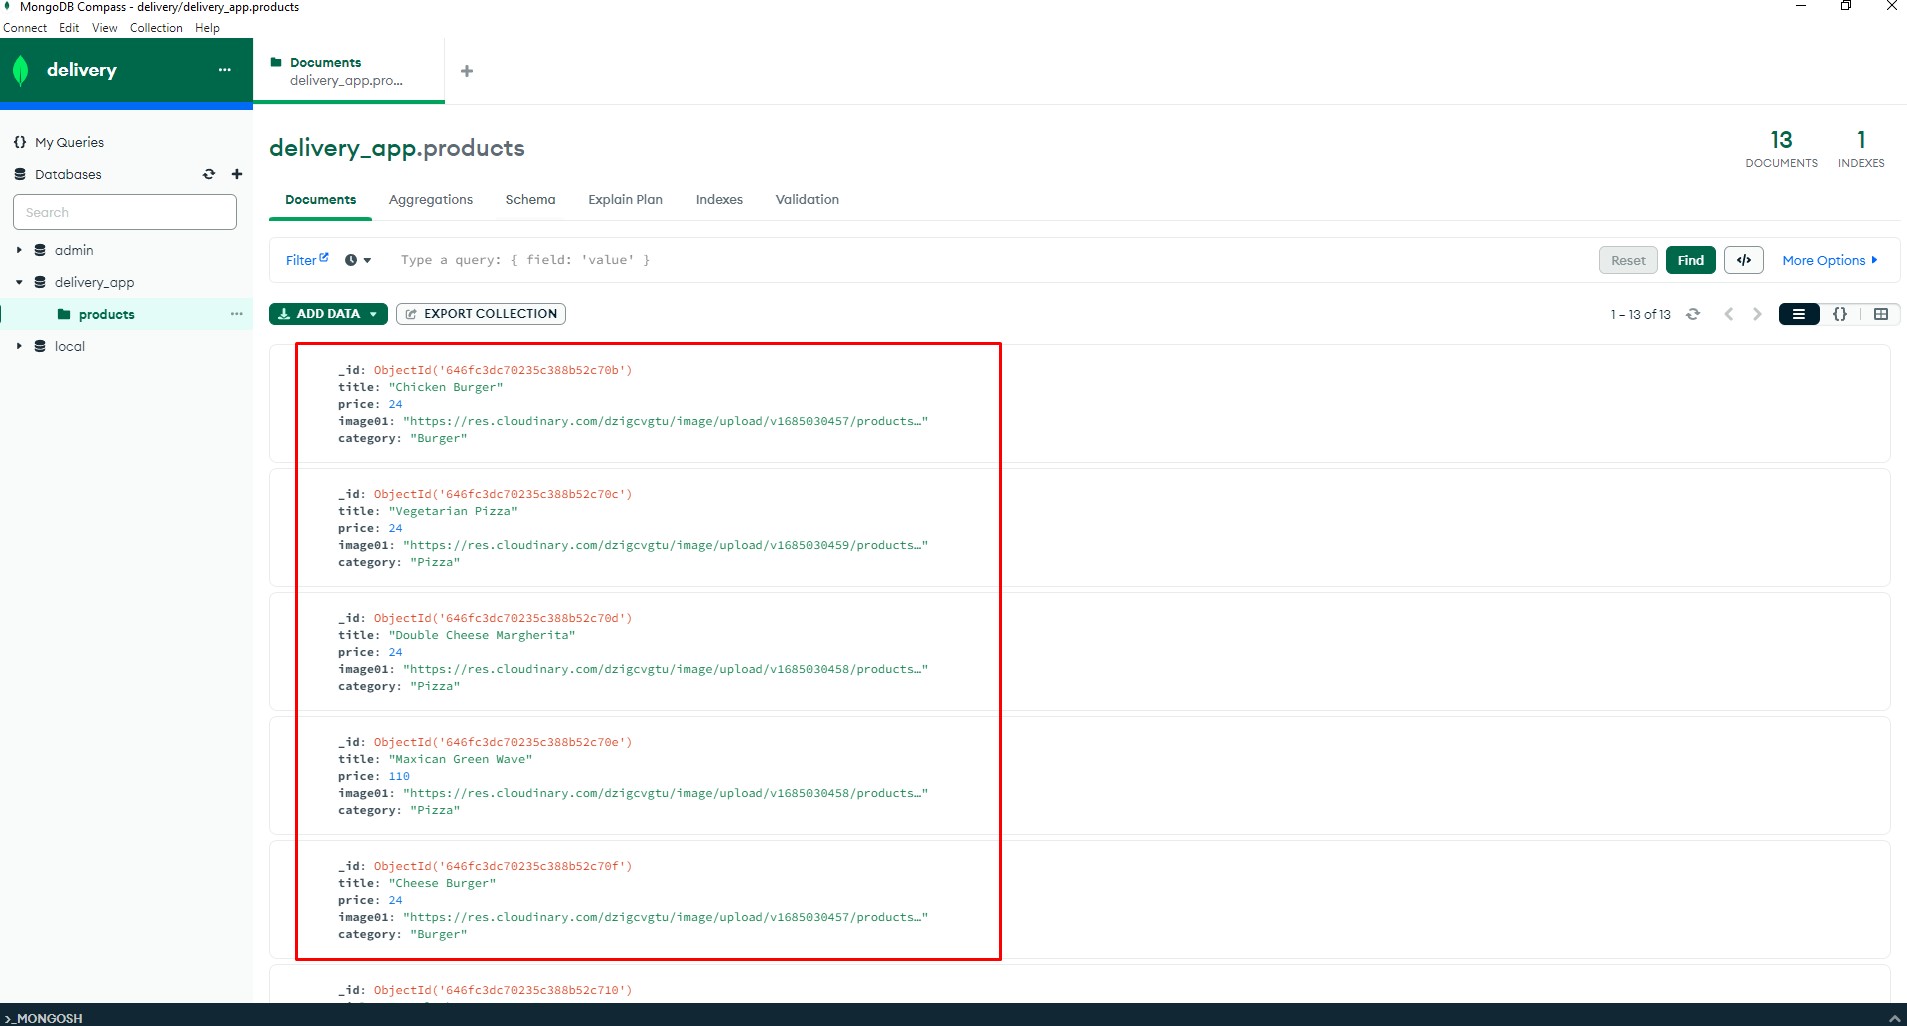 MongoDB Compass - delivery/delivery_app.products
Connect Edit View Collection Help
delivery
Documents
delivery_app.pro...
My Queries
Databases
Search
admin
delivery_app
products
local
delivery_app.products
13
DOCUMENTS
1
INDEXES
Documents Aggregations Schema Explain Plan Indexes Validation
Filter Type a query: { field: 'value' } Reset Find </> More Options
ADD DATA EXPORT COLLECTION 1 – 13 of 13 {}
_id: ObjectId('646fc3dc70235c388b52c70b')
title: "Chicken Burger"
price: 24
image01: "https://res.cloudinary.com/dzigcvgtu/image/upload/v1685030457/products…"
category: "Burger"
_id: ObjectId('646fc3dc70235c388b52c70c')
title: "Vegetarian Pizza"
price: 24
image01: "https://res.cloudinary.com/dzigcvgtu/image/upload/v1685030459/products…"
category: "Pizza"
_id: ObjectId('646fc3dc70235c388b52c70d')
title: "Double Cheese Margherita"
price: 24
image01: "https://res.cloudinary.com/dzigcvgtu/image/upload/v1685030458/products…"
category: "Pizza"
_id: ObjectId('646fc3dc70235c388b52c70e')
title: "Maxican Green Wave"
price: 110
image01: "https://res.cloudinary.com/dzigcvgtu/image/upload/v1685030458/products…"
category: "Pizza"
_id: ObjectId('646fc3dc70235c388b52c70f')
title: "Cheese Burger"
price: 24
image01: "https://res.cloudinary.com/dzigcvgtu/image/upload/v1685030457/products…"
category: "Burger"
_id: ObjectId('646fc3dc70235c388b52c710')
>_MONGOSH